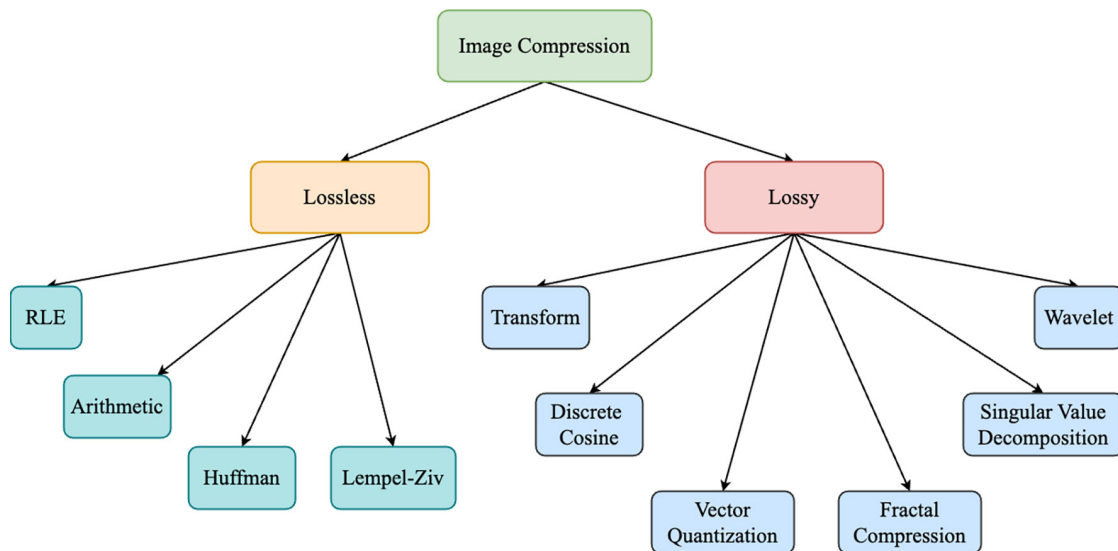 Image Compression
Lossless
Lossy
RLE
Transform
Wavelet
Arithmetic
Discrete
Cosine
Singular Value
Decomposition
Huffman
Lempel-Ziv
Vector
Quantization
Fractal
Compression